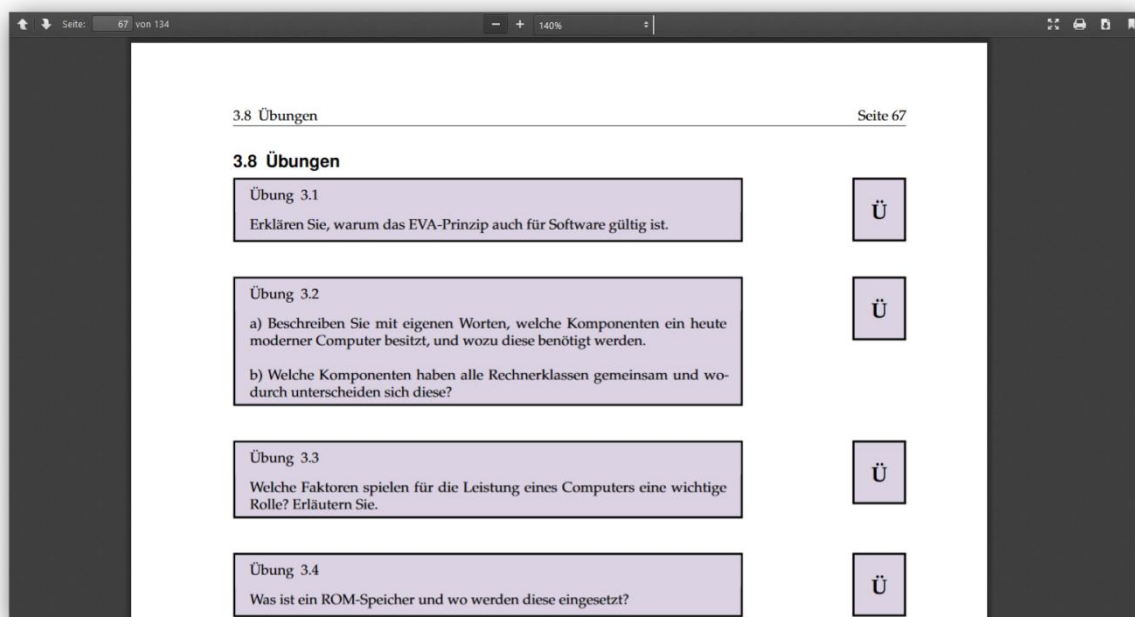 Seite: 67 von 134 − + 140%
3.8 Übungen Seite 67
3.8 Übungen
Übung 3.1
Ü
Erklären Sie, warum das EVA-Prinzip auch für Software gültig ist.
Übung 3.2
Ü
a) Beschreiben Sie mit eigenen Worten, welche Komponenten ein heute
moderner Computer besitzt, und wozu diese benötigt werden.
b) Welche Komponenten haben alle Rechnerklassen gemeinsam und wo-
durch unterscheiden sich diese?
Übung 3.3
Ü
Welche Faktoren spielen für die Leistung eines Computers eine wichtige
Rolle? Erläutern Sie.
Übung 3.4
Ü
Was ist ein ROM-Speicher und wo werden diese eingesetzt?